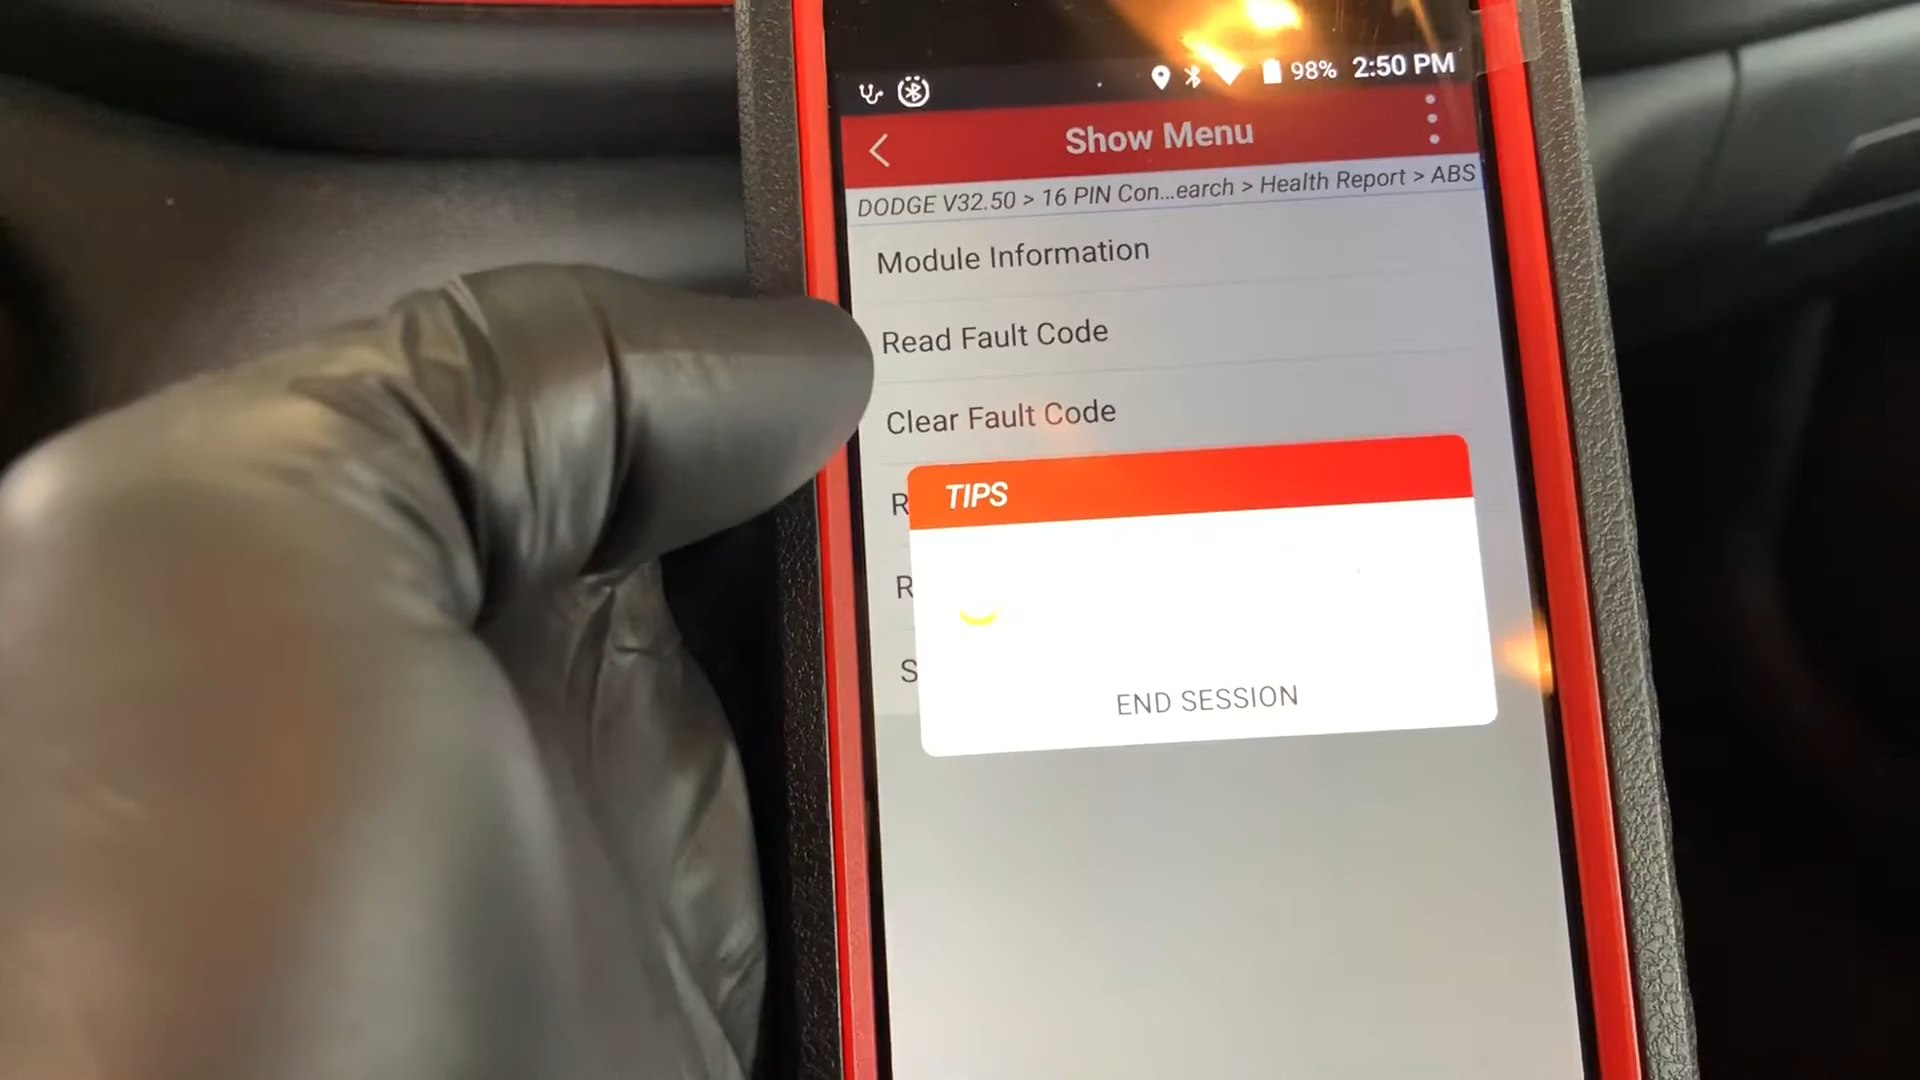 98% 2:50 PM
Show Menu
DODGE V32.50 > 16 PIN Con...earch > Health Report > ABS
Module Information
Read Fault Code
Clear Fault Code
R
TIPS
R
S
END SESSION